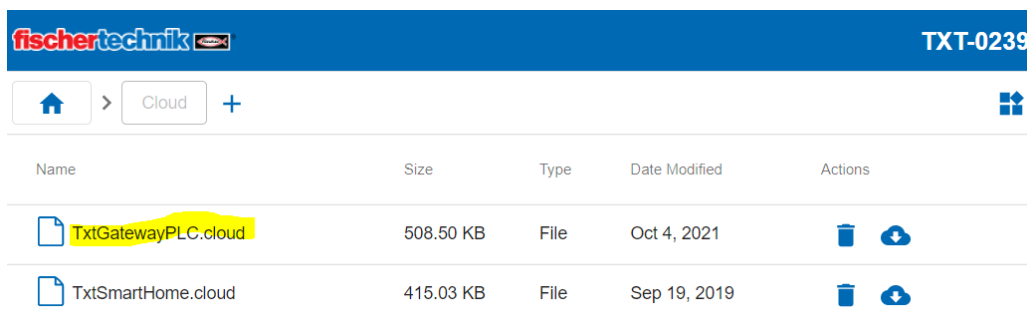 fischertechnik TXT-0239
Cloud
Name Size Type Date Modified Actions
TxtGatewayPLC.cloud 508.50 KB File Oct 4, 2021
TxtSmartHome.cloud 415.03 KB File Sep 19, 2019